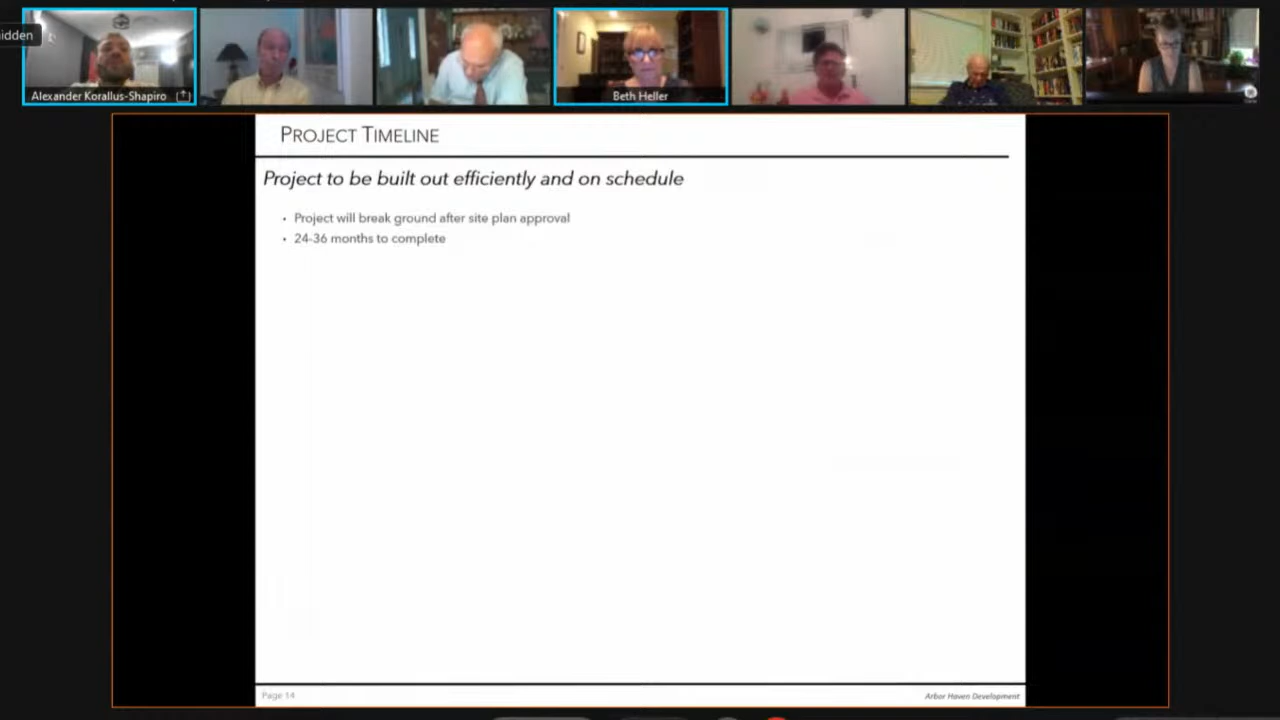 idden
Alexander Korallus-Shapiro
Beth Heller
PROJECT TIMELINE
Project to be built out efficiently and on schedule
• Project will break ground after site plan approval
• 24-36 months to complete
Page 14
Arbor Haven Development